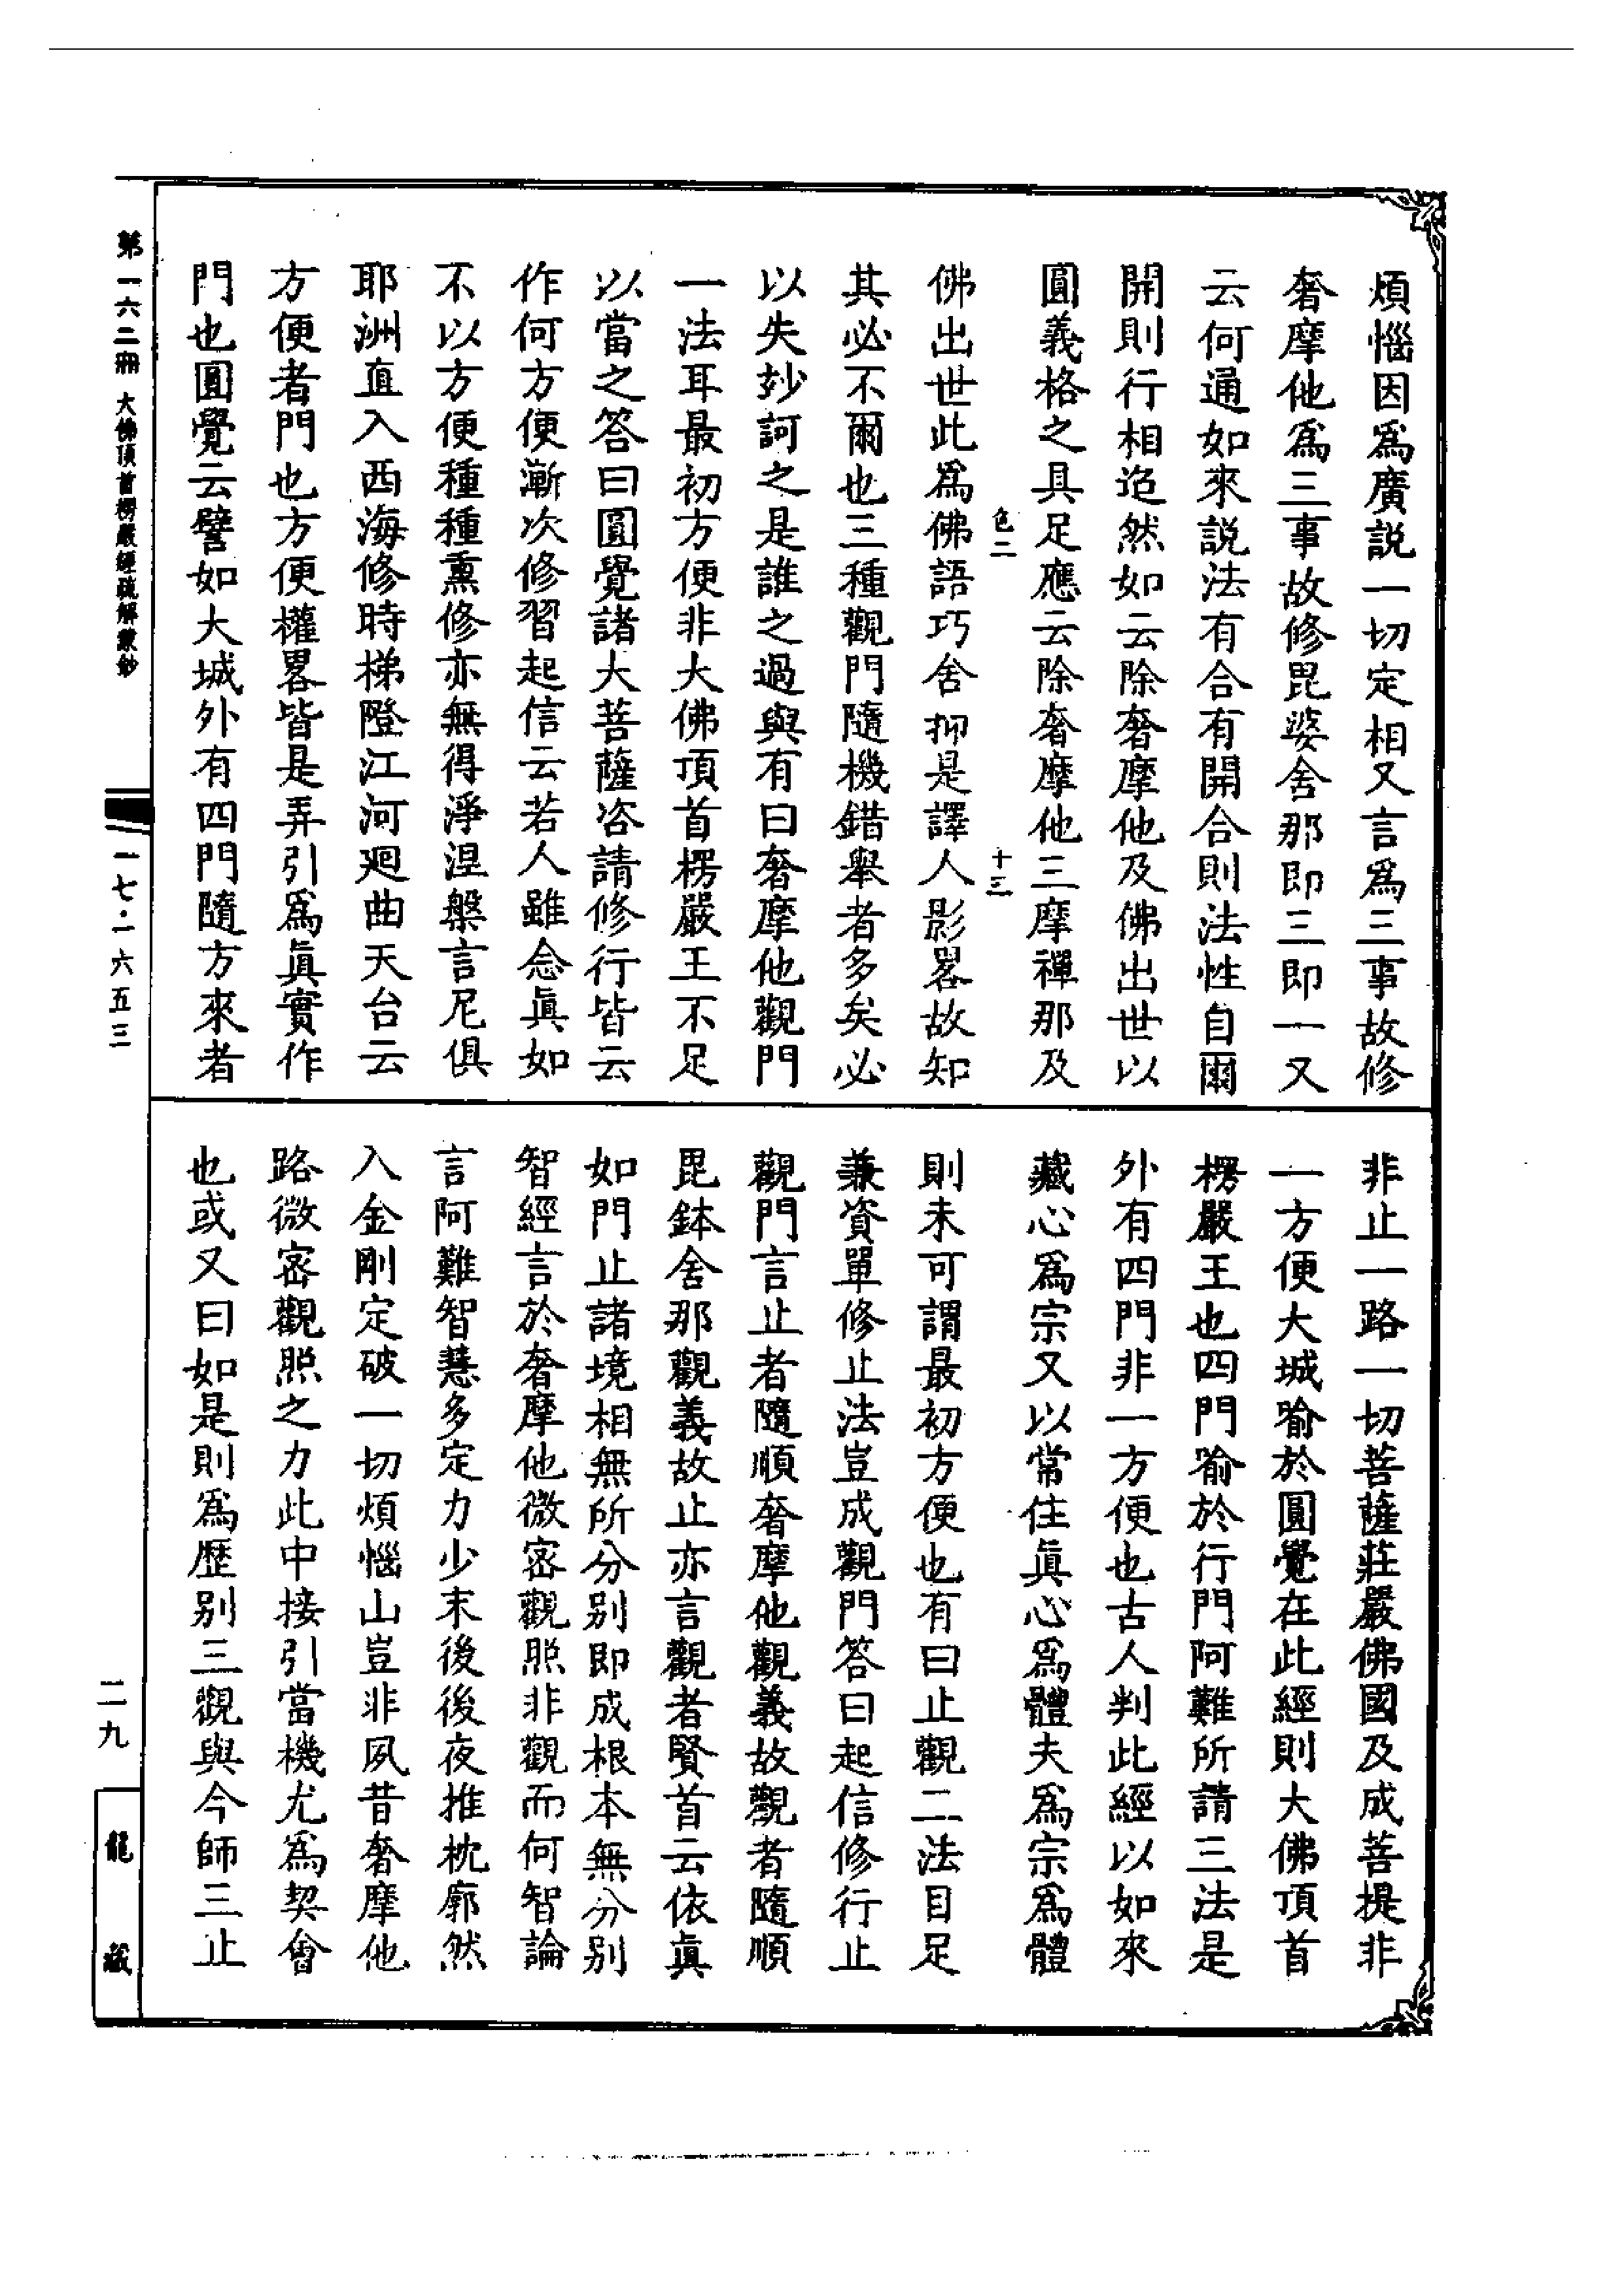 煩惱因爲廣説一切定相又言爲三事故修
奢摩他爲三事故修毘婆舍那即三即一又
云何通如來説法有合有開合則法性自爾
開則行相迢然如云除奢摩他及佛出世以
圓義格之具足應云除奢摩他三摩禪那及
色二 十三
佛出世此爲佛語巧舍抑是譯人影畧故知
其必不爾也三種觀門隨機錯舉者多矣必
以失玅訶之是誰之過與有曰奢摩他觀門
一法耳最初方便非大佛頂首楞嚴王不足
以當之答曰圓覺諸大菩薩咨請修行皆云
作何方便漸次修習起信云若人雖念眞如
不以方便種種熏修亦無得淨涅槃言尼俱
耶洲直入西海修時梯隥江河廻曲天台云
方便者門也方便權畧皆是弄引爲眞實作
門也圓覺云譬如大城外有四門隨方來者
非止一路一切菩薩莊嚴佛國及成菩提非
一方便大城喻於圓覺在此經則大佛頂首
楞嚴王也四門喻於行門阿難所請三法是
外有四門非一方便也古人判此經以如來
藏心爲宗又以常住眞心爲體夫爲宗爲體
則未可謂最初方便也有曰止觀二法目足
兼資單修止法豈成觀門答曰起信修行止
觀門言止者隨順奢摩他觀義故觀者隨順
毘鉢舍那觀義故止亦言觀者賢首云依眞
如門止諸境相無所分別即成根本無分別
智經言於奢摩他微密觀照非觀而何智論
言阿難智慧多定力少末後後夜推枕廓然
入金剛定破一切煩惱山豈非夙昔奢摩他
路微密觀照之力此中接引當機尤爲契會
也或又曰如是則爲歷別三觀與今師三止
第一六二册 大佛頂首楞嚴經疏解蒙鈔
一七·一六五三
二九
龍藏